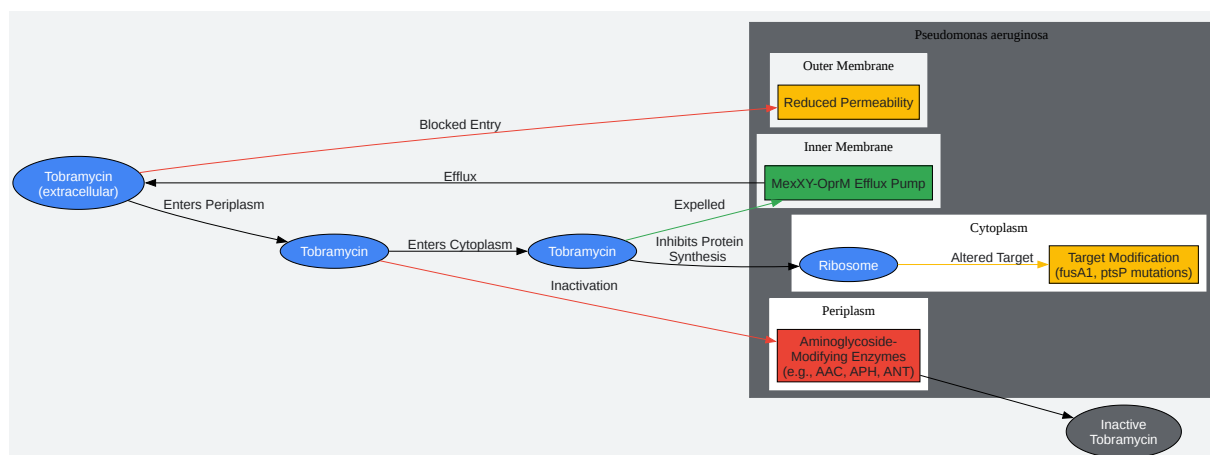 Pseudomonas aeruginosa
Outer Membrane
Reduced Permeability
Blocked Entry
Inner Membrane
MexXY-OprM Efflux Pump
Efflux
Tobramycin
(extracellular)
Enters Periplasm
Expelled
Cytoplasm
Tobramycin
Enters Cytoplasm
Tobramycin
Inhibits Protein
Synthesis
Ribosome
Altered Target
Target Modification
(fusA1, ptsP mutations)
Inactivation
Periplasm
Aminoglycoside-
Modifying Enzymes
(e.g., AAC, APH, ANT)
Inactive
Tobramycin